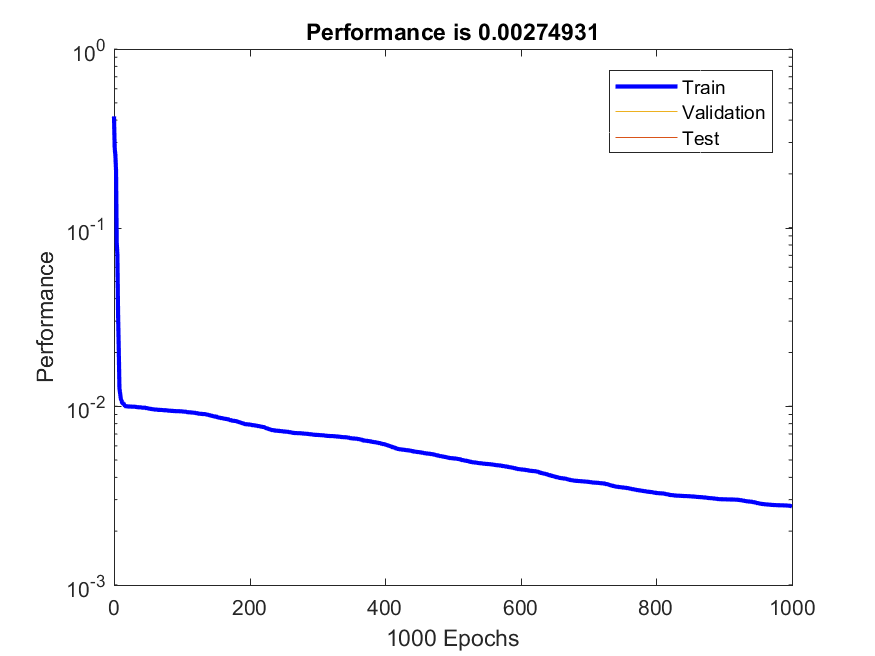 Performance is 0.00274931
10^0
Train
Validation
Test
10^-1
Performance
10^-2
10^-3
0 200 400 600 800 1000
1000 Epochs